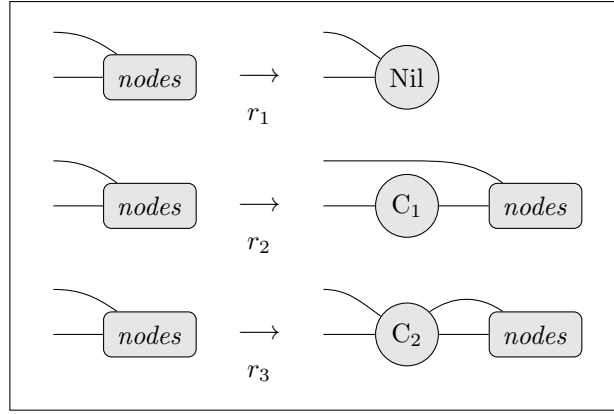 nodes → Nil
r₁
nodes → C₁ nodes
r₂
nodes → C₂ nodes
r₃